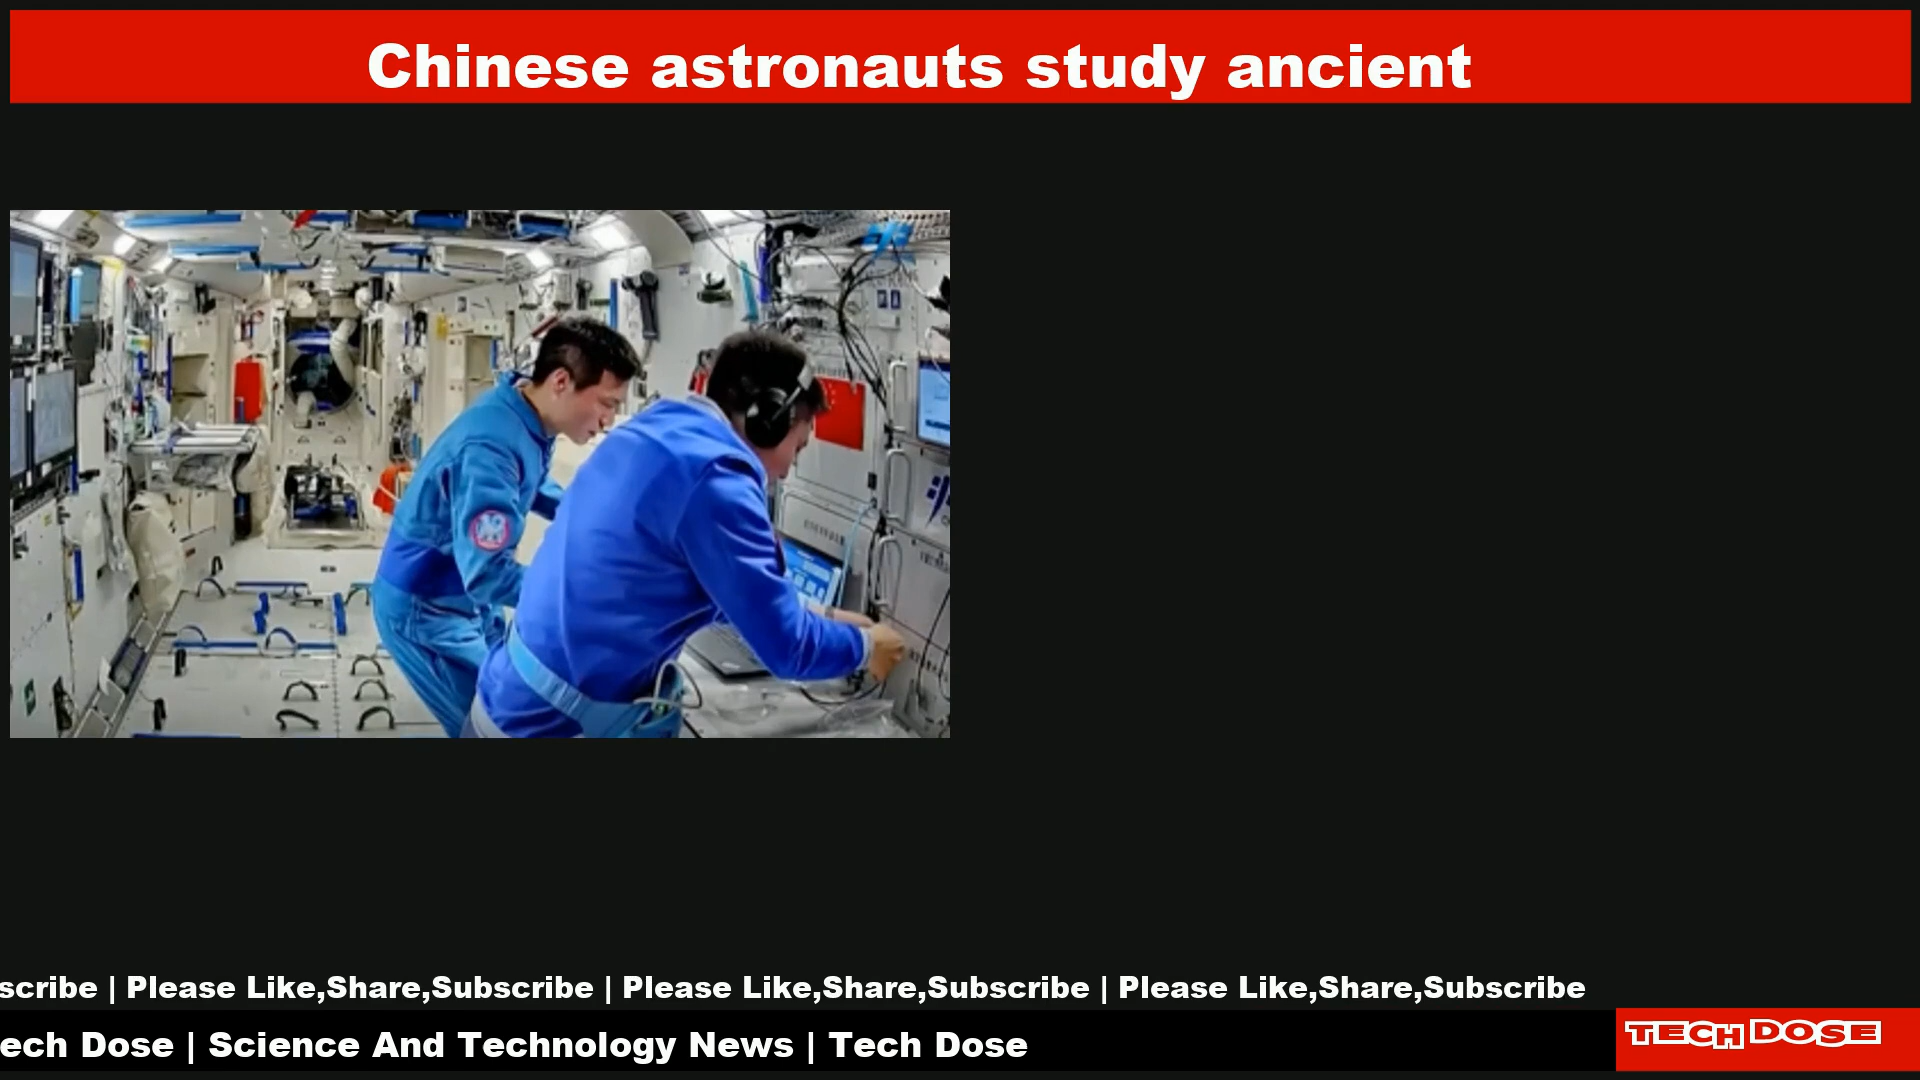 Chinese astronauts study ancient
scribe | Please Like,Share,Subscribe | Please Like,Share,Subscribe | Please Like,Share,Subscribe
ech Dose | Science And Technology News | Tech Dose
TECH DOSE